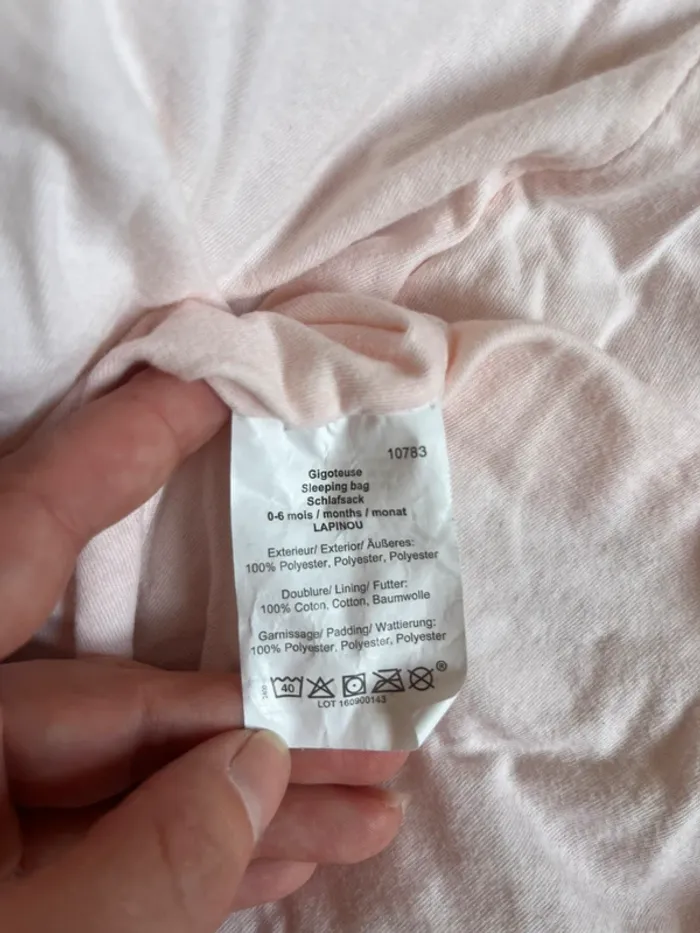 10783
Gigoteuse
Sleeping bag
Schlafsack
0-6 mois / months / monat
LAPINOU
Exterieur/ Exterior/ Äußeres:
100% Polyester, Polyester, Polyester
Doublure/ Lining/ Futter:
100% Coton, Cotton, Baumwolle
Garnissage/ Padding/ Wattierung:
100% Polyester, Polyester, Polyester
40
®
LOT 160900143